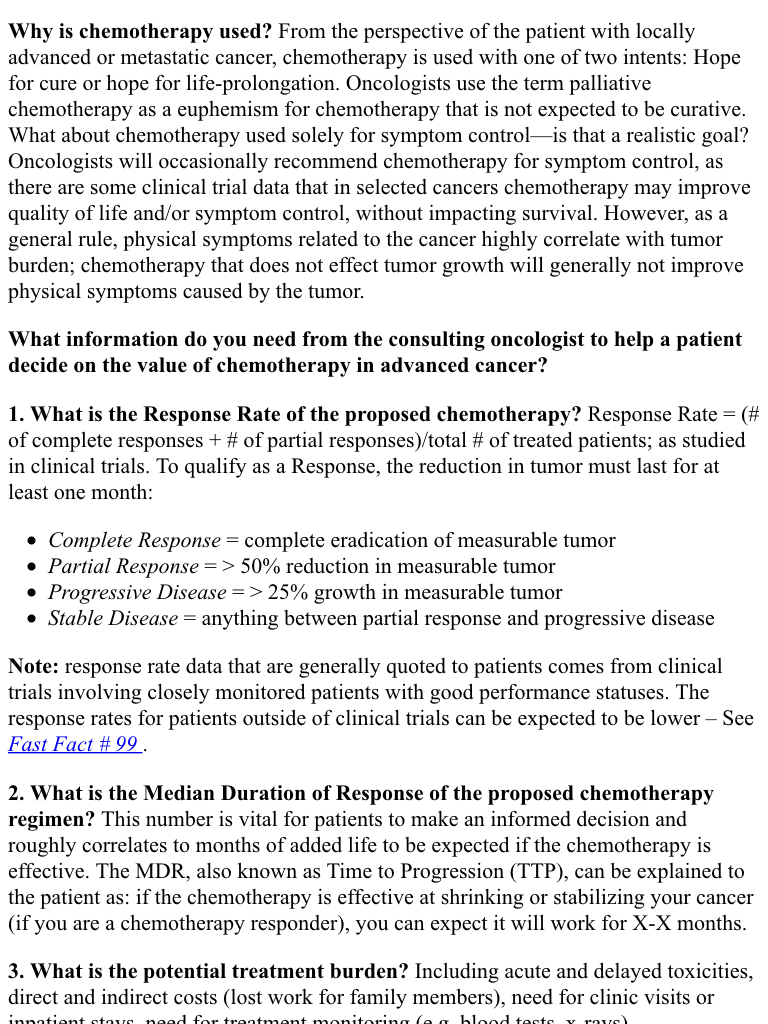 Why is chemotherapy used? From the perspective of the patient with locally
advanced or metastatic cancer, chemotherapy is used with one of two intents: Hope
for cure or hope for life-prolongation. Oncologists use the term palliative
chemotherapy as a euphemism for chemotherapy that is not expected to be curative.
What about chemotherapy used solely for symptom control—is that a realistic goal?
Oncologists will occasionally recommend chemotherapy for symptom control, as
there are some clinical trial data that in selected cancers chemotherapy may improve
quality of life and/or symptom control, without impacting survival. However, as a
general rule, physical symptoms related to the cancer highly correlate with tumor
burden; chemotherapy that does not effect tumor growth will generally not improve
physical symptoms caused by the tumor.
What information do you need from the consulting oncologist to help a patient
decide on the value of chemotherapy in advanced cancer?
1. What is the Response Rate of the proposed chemotherapy? Response Rate = (#
of complete responses + # of partial responses)/total # of treated patients; as studied
in clinical trials. To qualify as a Response, the reduction in tumor must last for at
least one month:
• Complete Response = complete eradication of measurable tumor
• Partial Response = > 50% reduction in measurable tumor
• Progressive Disease = > 25% growth in measurable tumor
• Stable Disease = anything between partial response and progressive disease
Note: response rate data that are generally quoted to patients comes from clinical
trials involving closely monitored patients with good performance statuses. The
response rates for patients outside of clinical trials can be expected to be lower – See
Fast Fact # 99 .
2. What is the Median Duration of Response of the proposed chemotherapy
regimen? This number is vital for patients to make an informed decision and
roughly correlates to months of added life to be expected if the chemotherapy is
effective. The MDR, also known as Time to Progression (TTP), can be explained to
the patient as: if the chemotherapy is effective at shrinking or stabilizing your cancer
(if you are a chemotherapy responder), you can expect it will work for X-X months.
3. What is the potential treatment burden? Including acute and delayed toxicities,
direct and indirect costs (lost work for family members), need for clinic visits or
inpatient stays, need for treatment monitoring (e.g. blood tests, x-rays).